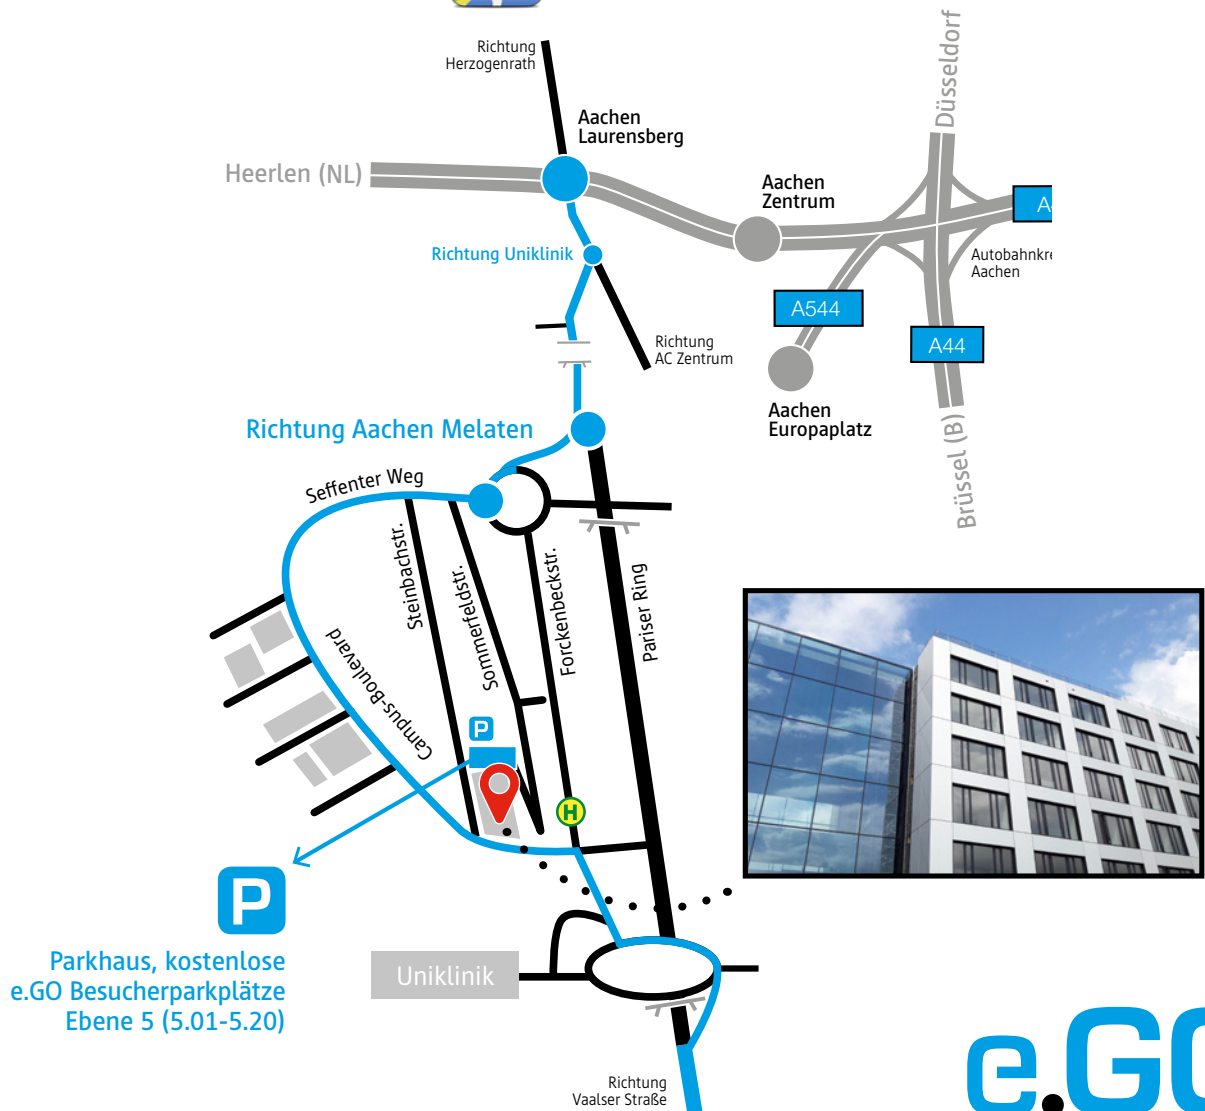 Richtung
Herzogenrath
Düsseldorf
Aachen
Laurensberg
Heerlen (NL)
Aachen
Zentrum
Richtung Uniklinik
Autobahnkre
Aachen
A544
Richtung
AC Zentrum
A44
Aachen
Europaplatz
Brüssel (B)
Richtung Aachen Melaten
Seffenter Weg
Steinbachstr.
Sommerfeldstr.
Forckenbeckstr.
Pariser Ring
Campus-Boulevard
P
H
P
Parkhaus, kostenlose
e.GO Besucherparkplätze
Ebene 5 (5.01-5.20)
Uniklinik
Richtung
Vaalser Straße
e.GO